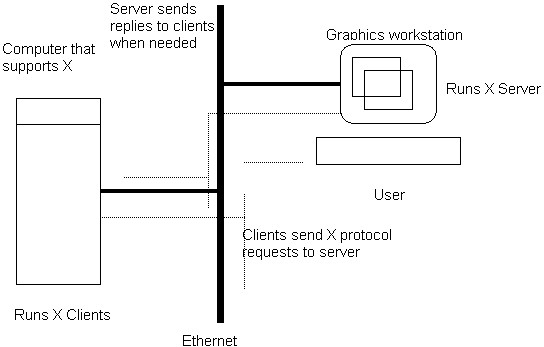 Server sends
replies to clients
when needed
Computer that
supports X
Graphics workstation
Runs X Server
User
Clients send X protocol
requests to server
Runs X Clients
Ethernet